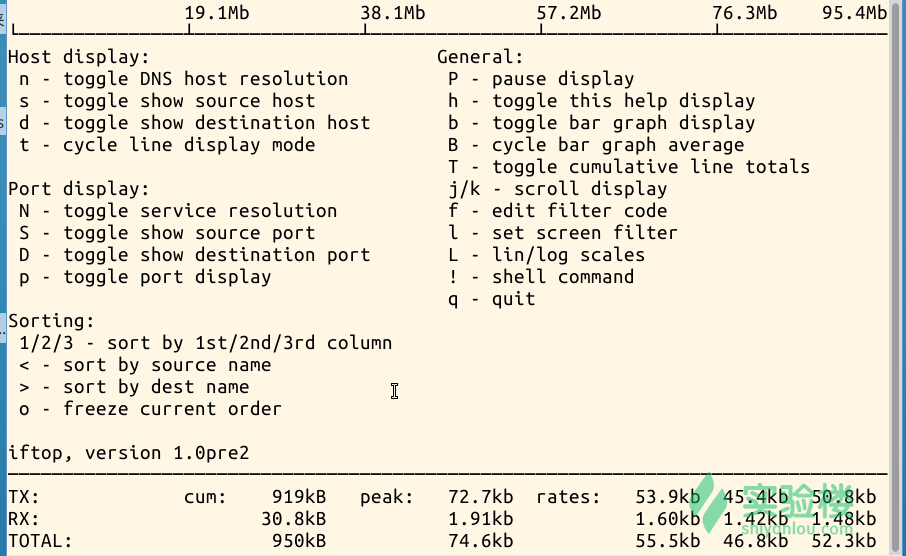 19.1Mb 38.1Mb 57.2Mb 76.3Mb 95.4Mb
Host display:
n - toggle DNS host resolution
s - toggle show source host
d - toggle show destination host
t - cycle line display mode
Port display:
N - toggle service resolution
S - toggle show source port
D - toggle show destination port
p - toggle port display
Sorting:
1/2/3 - sort by 1st/2nd/3rd column
< - sort by source name
> - sort by dest name
o - freeze current order
General:
P - pause display
h - toggle this help display
b - toggle bar graph display
B - cycle bar graph average
T - toggle cumulative line totals
j/k - scroll display
f - edit filter code
l - set screen filter
L - lin/log scales
! - shell command
q - quit
iftop, version 1.0pre2
TX: cum: 919kB peak: 72.7kb rates: 53.9kb 45.4kb 50.8kb
RX: 30.8kB 1.91kb 1.60kb 1.42kb 1.48kb
TOTAL: 950kB 74.6kb 55.5kb 46.8kb 52.3kb
实验楼
shiyanlou.com